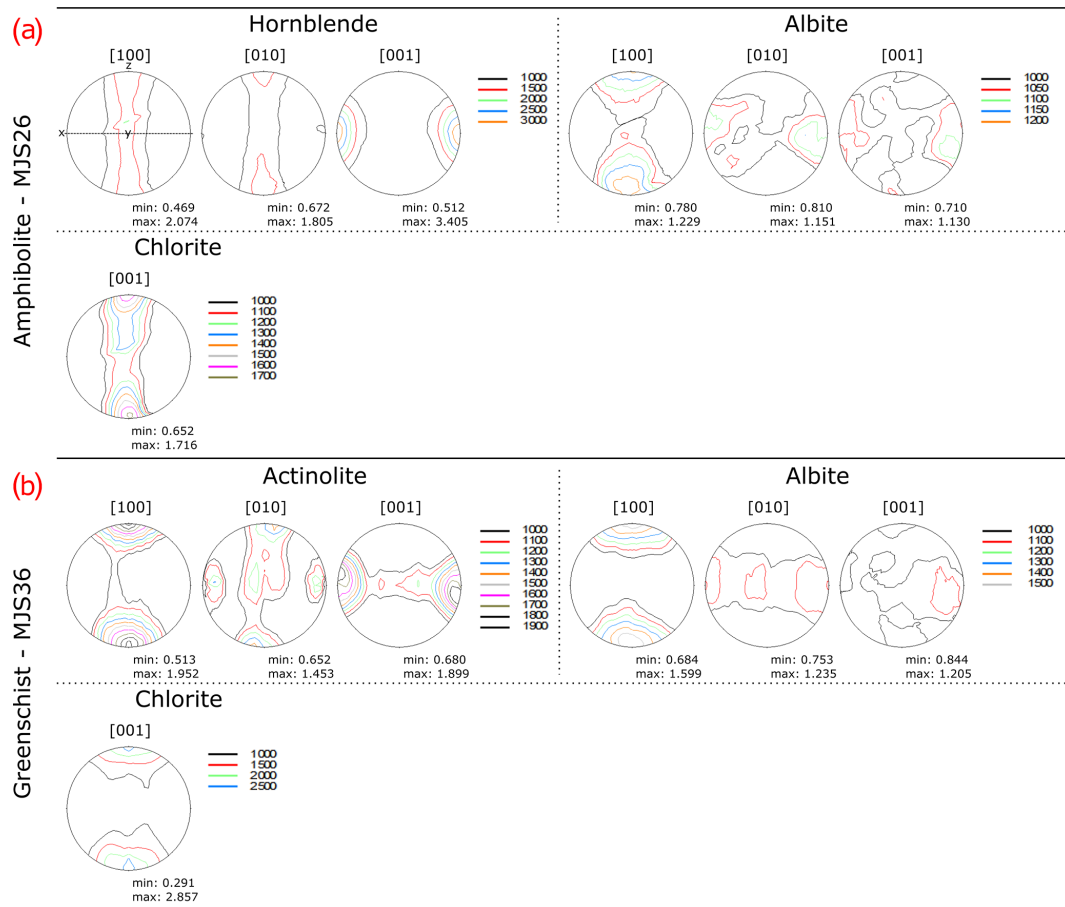 (a)
Amphibolite - MJS26
Hornblende
Albite
[100]
[010]
[001]
[100]
[010]
[001]
z
x
y
1000
1500
2000
2500
3000
1000
1050
1100
1150
1200
min: 0.469
max: 2.074
min: 0.672
max: 1.805
min: 0.512
max: 3.405
min: 0.780
max: 1.229
min: 0.810
max: 1.151
min: 0.710
max: 1.130
Chlorite
[001]
1000
1100
1200
1300
1400
1500
1600
1700
min: 0.652
max: 1.716
(b)
Greenschist - MJS36
Actinolite
Albite
[100]
[010]
[001]
[100]
[010]
[001]
1000
1100
1200
1300
1400
1500
1600
1700
1800
1900
1000
1100
1200
1300
1400
1500
min: 0.513
max: 1.952
min: 0.652
max: 1.453
min: 0.680
max: 1.899
min: 0.684
max: 1.599
min: 0.753
max: 1.235
min: 0.844
max: 1.205
Chlorite
[001]
1000
1500
2000
2500
min: 0.291
max: 2.857